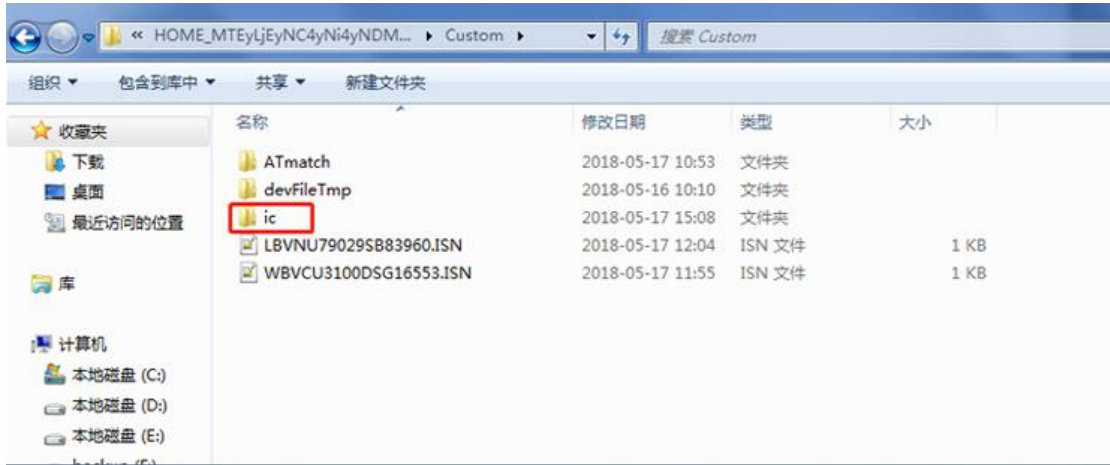 « HOME_MTEyLjEyNC4yNi4yNDM... ▸ Custom ▸ 搜索 Custom
组织 ▼ 包含到库中 ▼ 共享 ▼ 新建文件夹
收藏夹
下载
桌面
最近访问的位置
库
计算机
本地磁盘 (C:)
本地磁盘 (D:)
本地磁盘 (E:)
名称 修改日期 类型 大小
ATmatch 2018-05-17 10:53 文件夹
devFileTmp 2018-05-16 10:10 文件夹
ic 2018-05-17 15:08 文件夹
LBVNU79029SB83960.ISN 2018-05-17 12:04 ISN 文件 1 KB
WBVCU3100DSG16553.ISN 2018-05-17 11:55 ISN 文件 1 KB